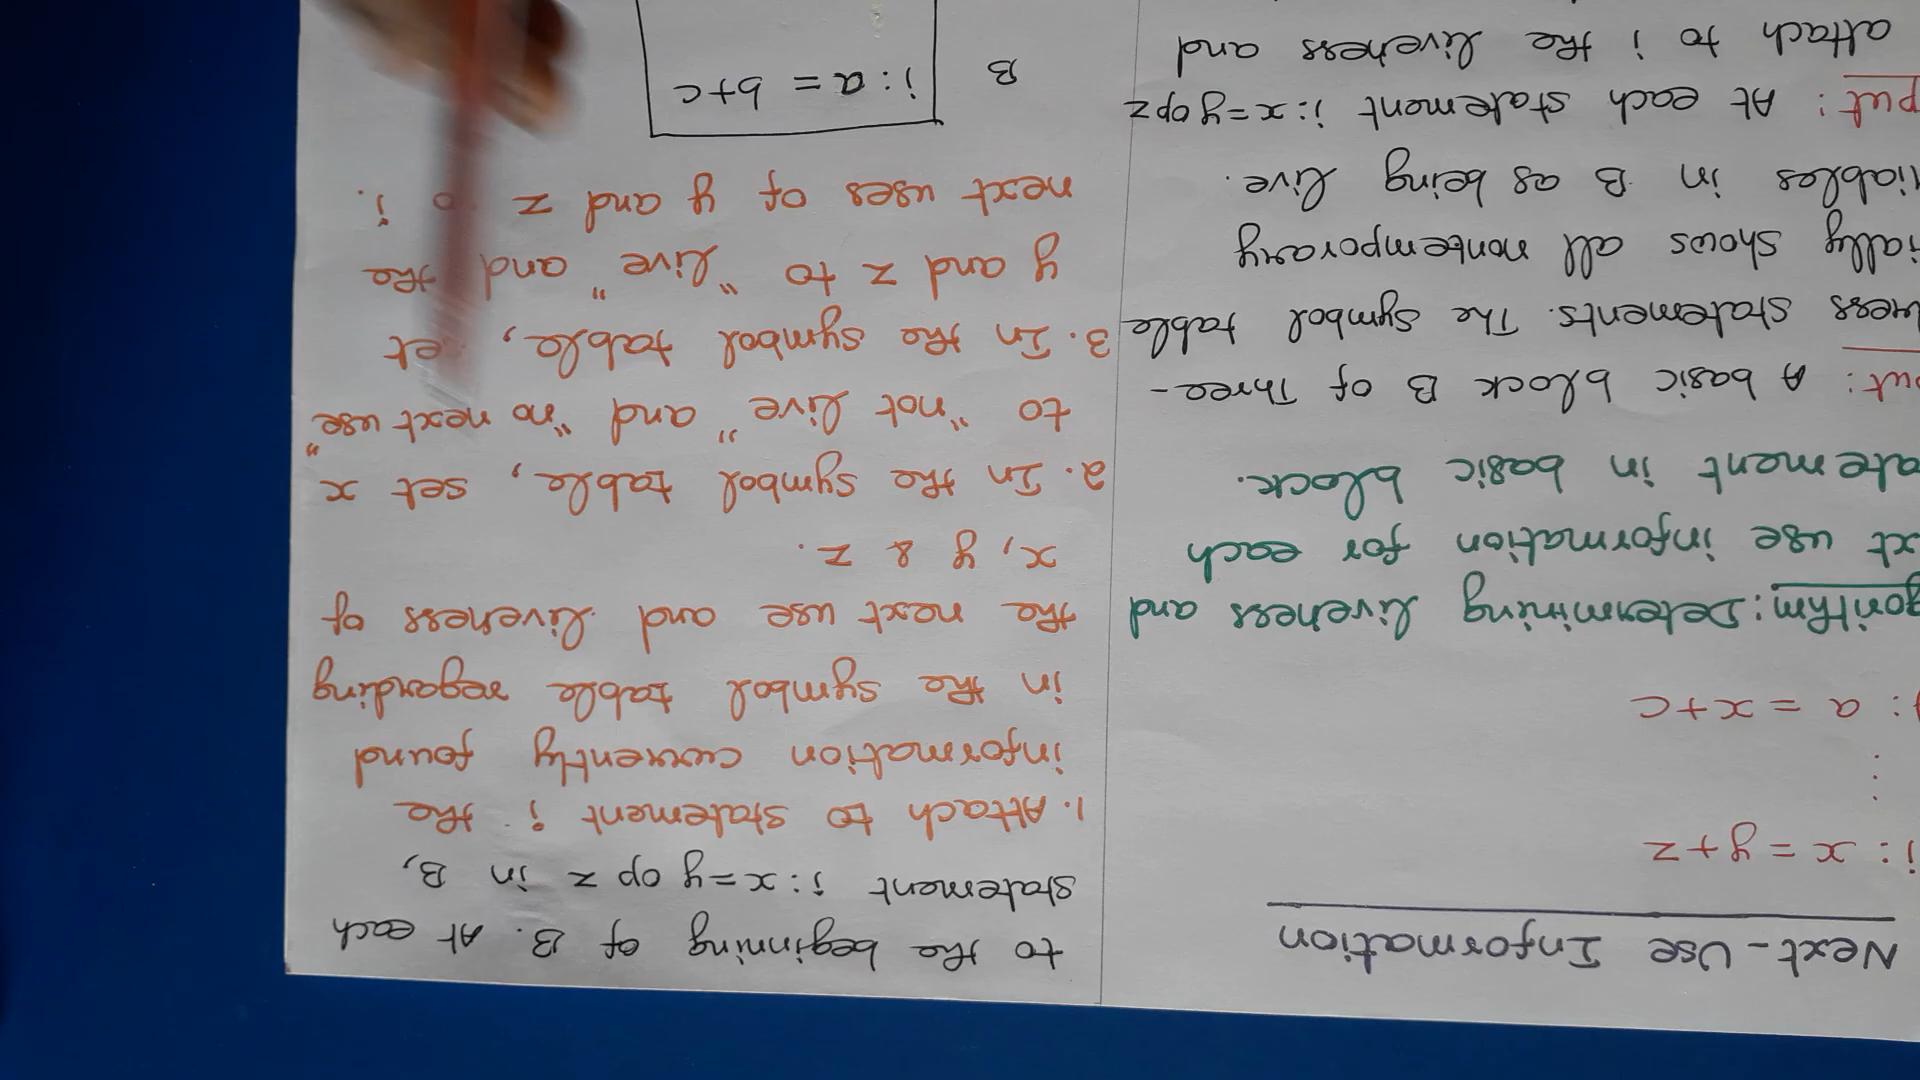 Next-Use Information
i: x = y+z
: a = x+c
gorithm: Determining liveness and
xt use information for each
atement in basic block.
put: A basic block B of Three-
ress statements. The symbol table
ially shows all nontemporary
iables in B as being live.
put: At each statement i: x=yopz
attach to i the liveness and
to the beginning of B. At each
statement i: x=y op z in B,
1. Attach to statement i the
information currently found
in the symbol table regarding
the next use and liveness of
x, y & z.
2. In the symbol table, set x
to "not live" and "no next use"
3. In the symbol table, set
y and z to "live" and the
next uses of y and z to i.
B
i: a = b+c